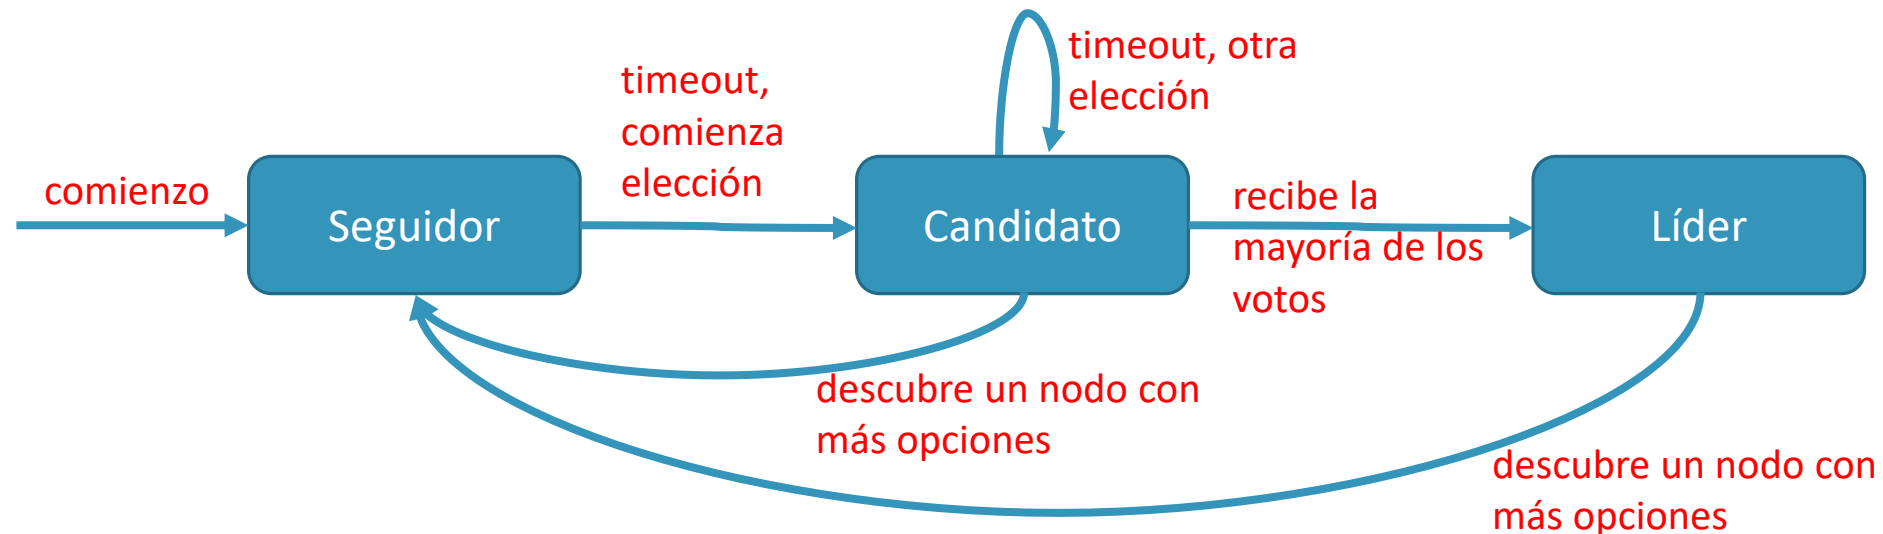 comienzo
Seguidor
timeout,
comienza
elección
Candidato
timeout, otra
elección
recibe la
mayoría de los
votos
Líder
descubre un nodo con
más opciones
descubre un nodo con
más opciones